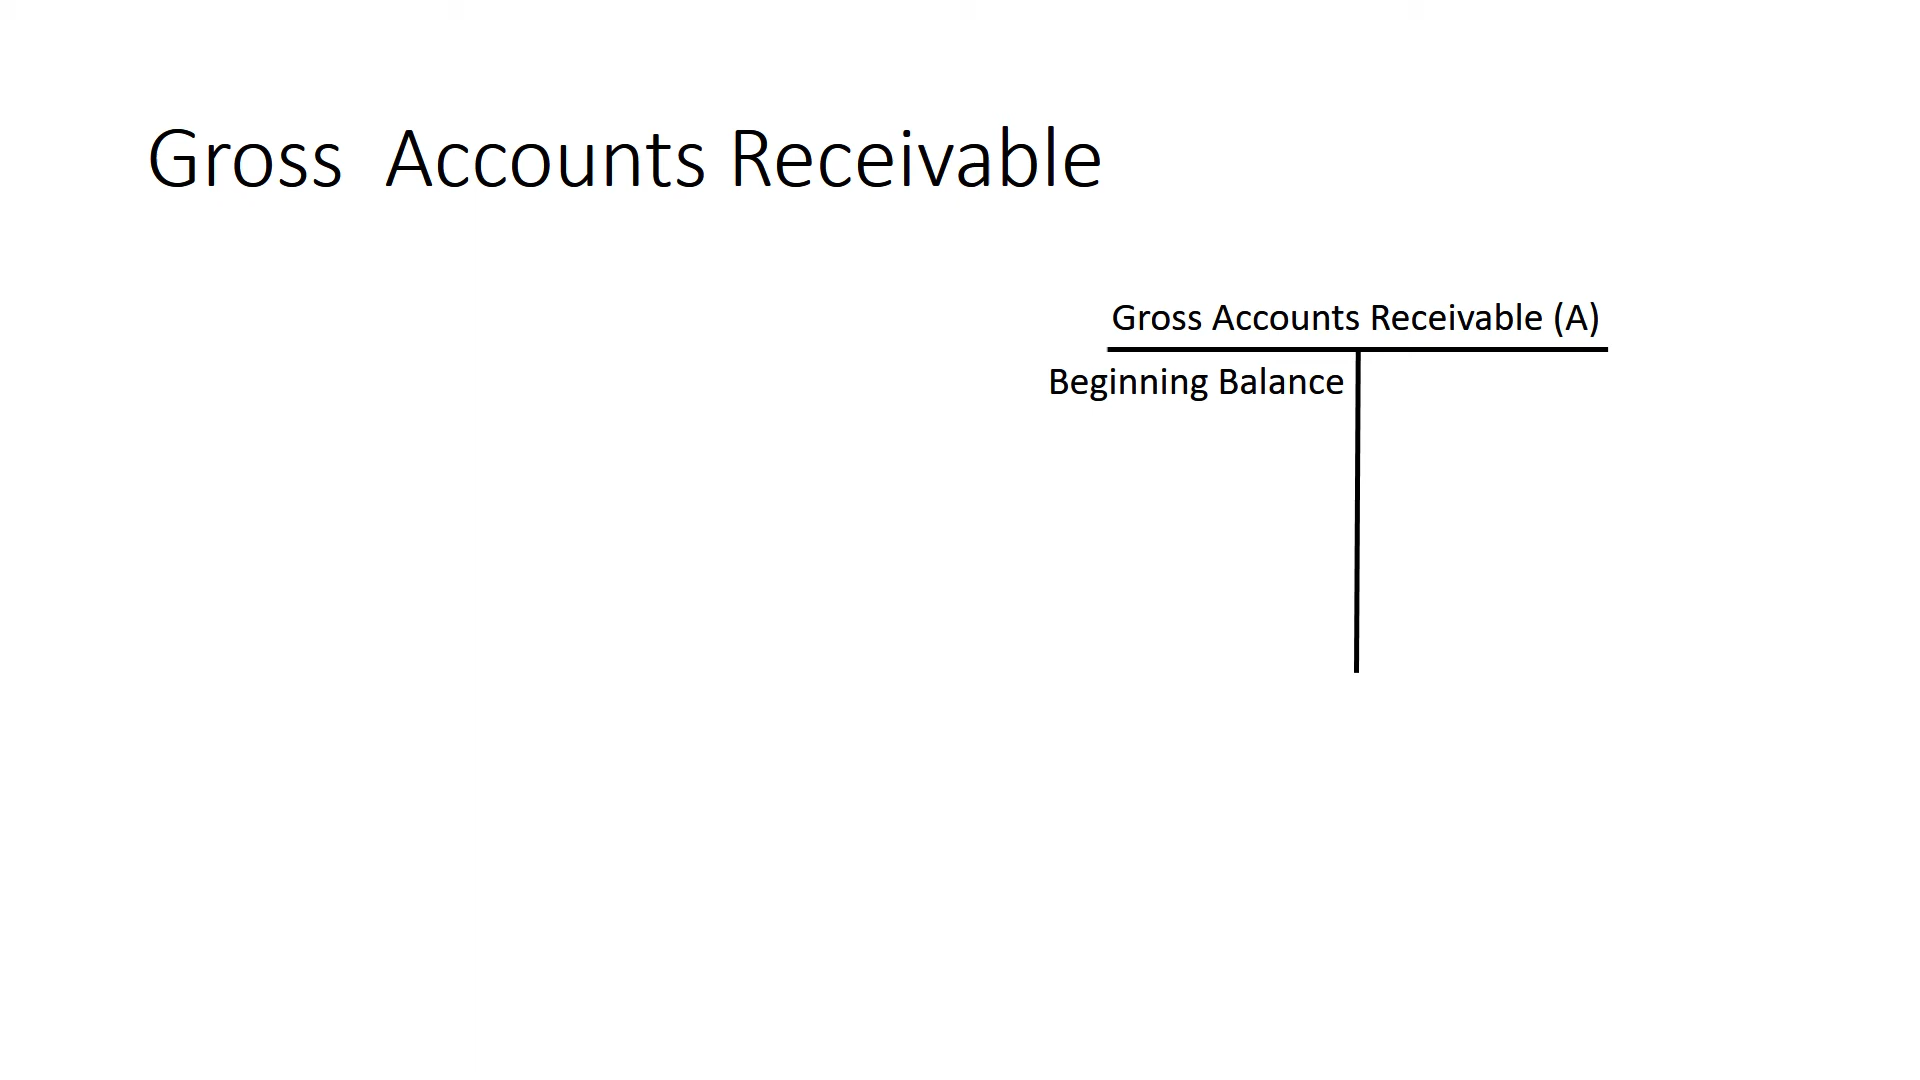 Gross  Accounts Receivable
Gross Accounts Receivable (A)
Beginning Balance